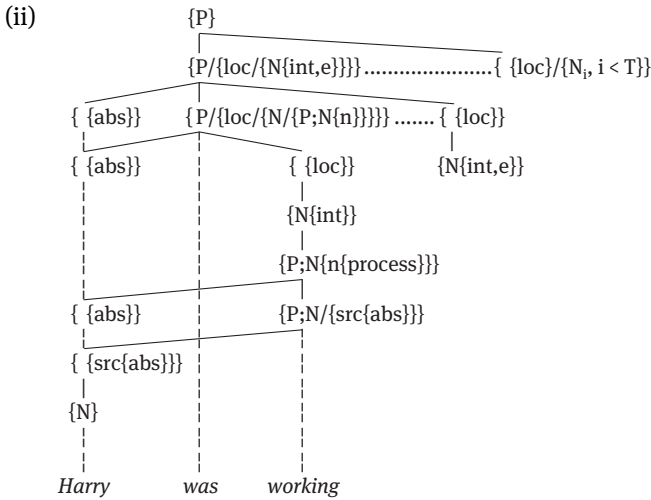 (ii) {P}
{P/{loc/{N{int,e}}}}.......................{ {loc}/{Nᵢ, i < T}}
{ {abs}} {P/{loc/{N/{P;N{n}}}}} ....... { {loc}}
{ {abs}} { {loc}} {N{int,e}}
{N{int}}
{P;N{n{process}}}
{ {abs}} {P;N/{src{abs}}}
{ {src{abs}}}
{N}
Harry was working